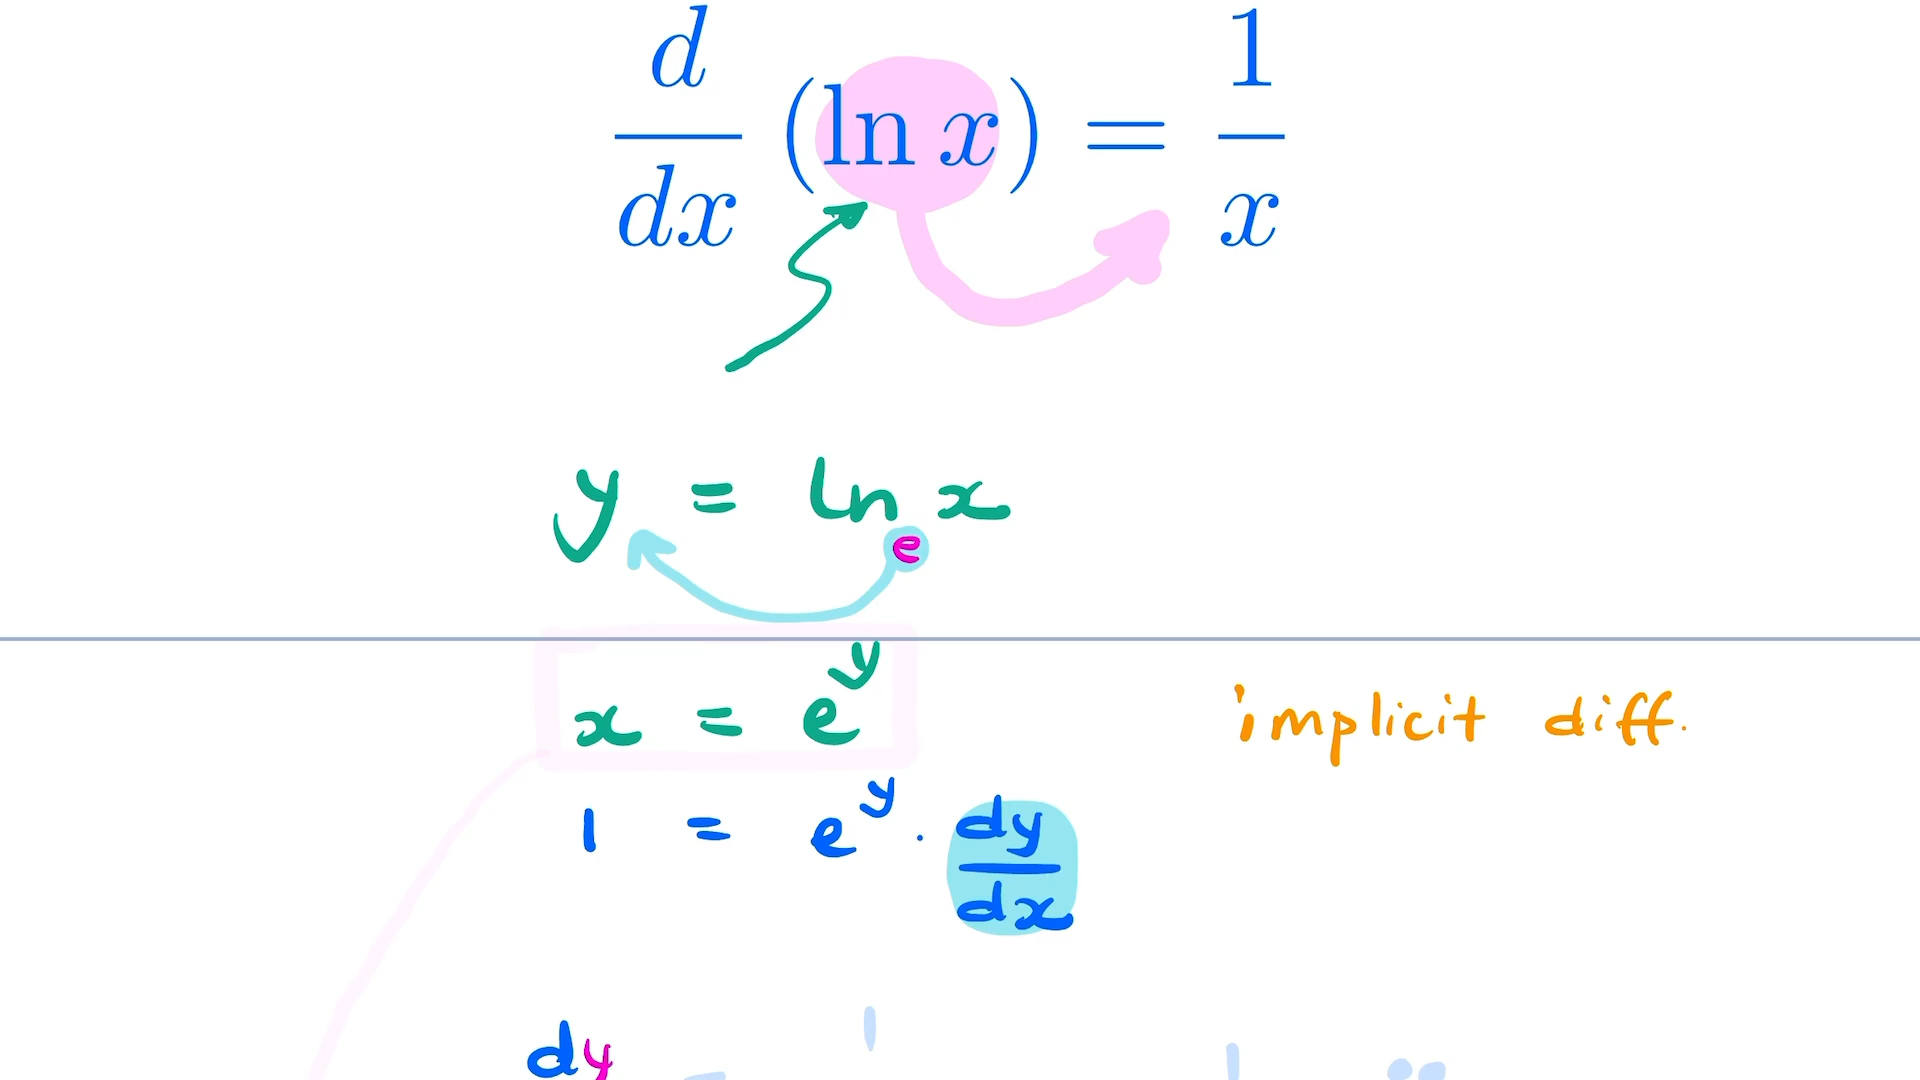 d/dx (ln x) = 1/x
y = ln x
e
x = e^y
implicit diff.
1 = e^y · dy/dx
dy